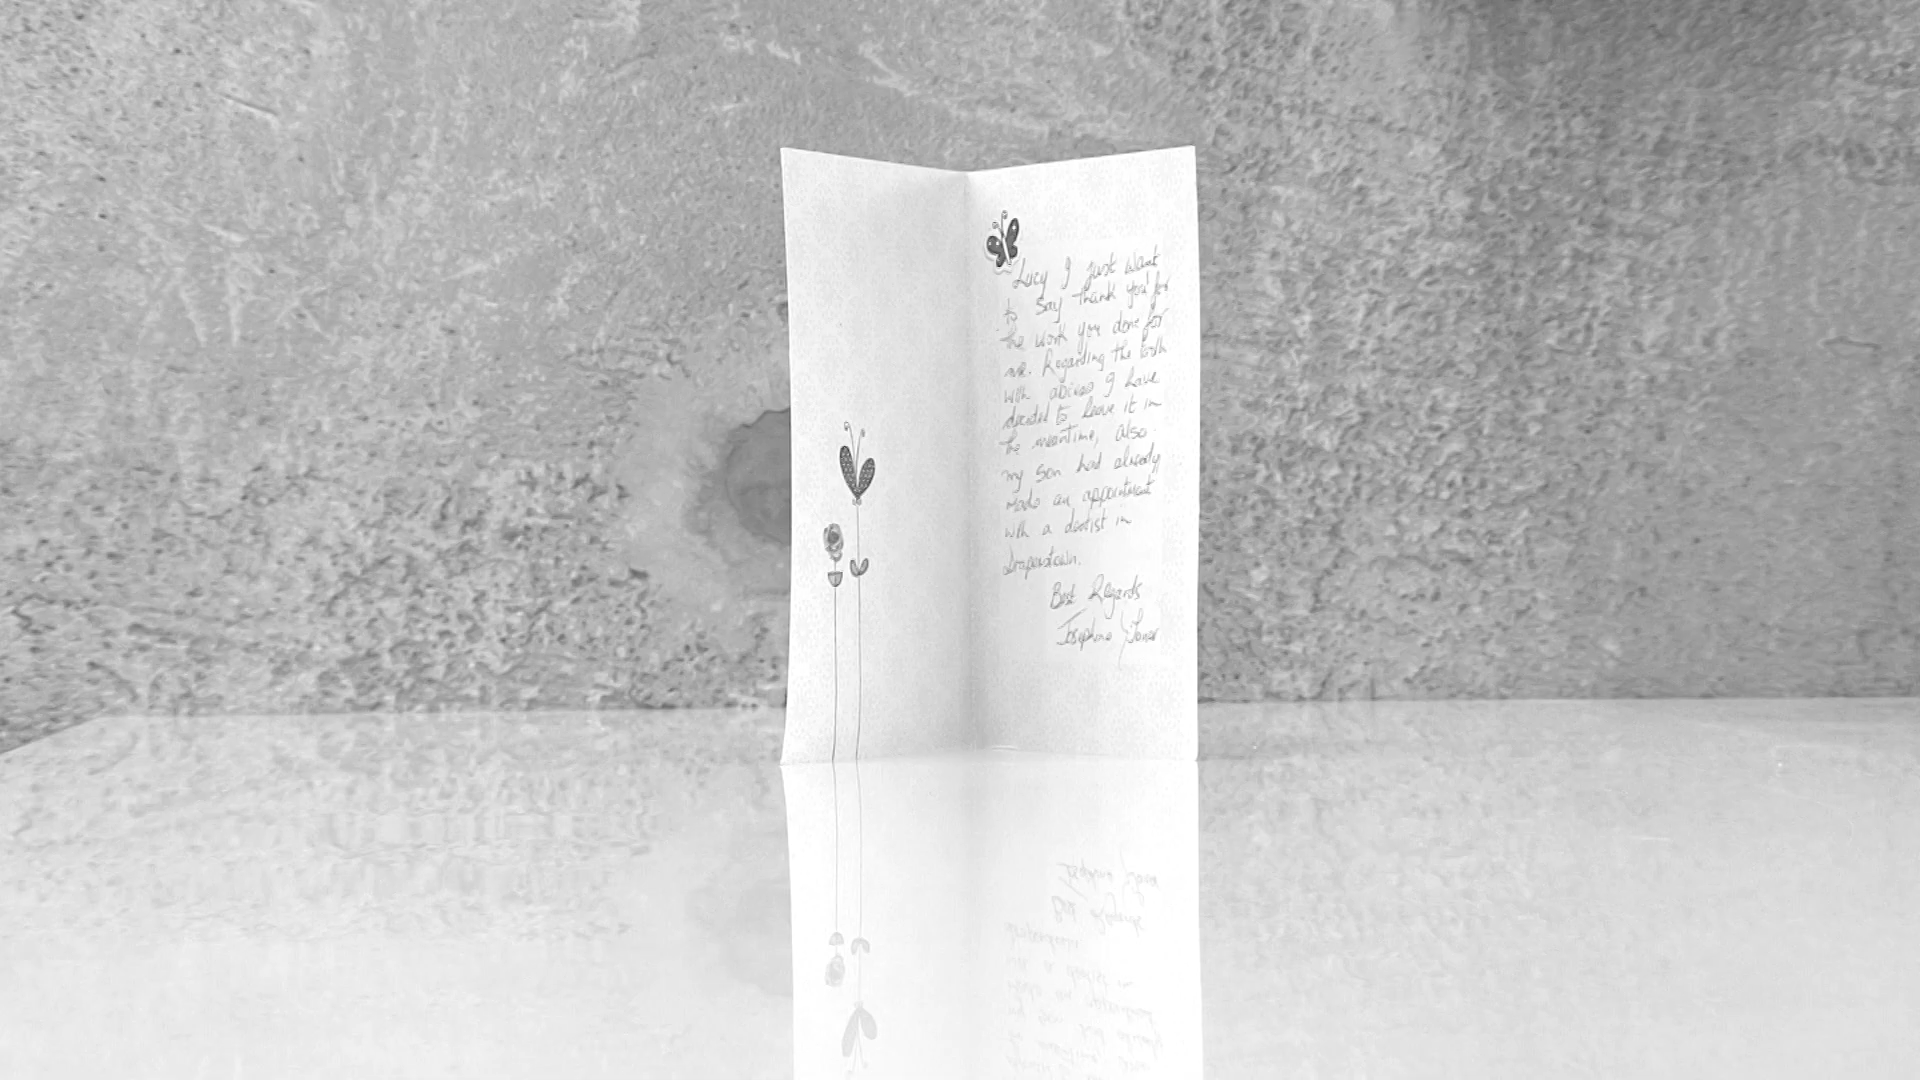 Lucy I just want
to say thank you for
the work you done for
me. Regarding the tooth
with abcess I have
decided to leave it in
the meantime, also
my son had already
made an appointment
with a dentist in
Draperstown.
Best Regards
Josephine